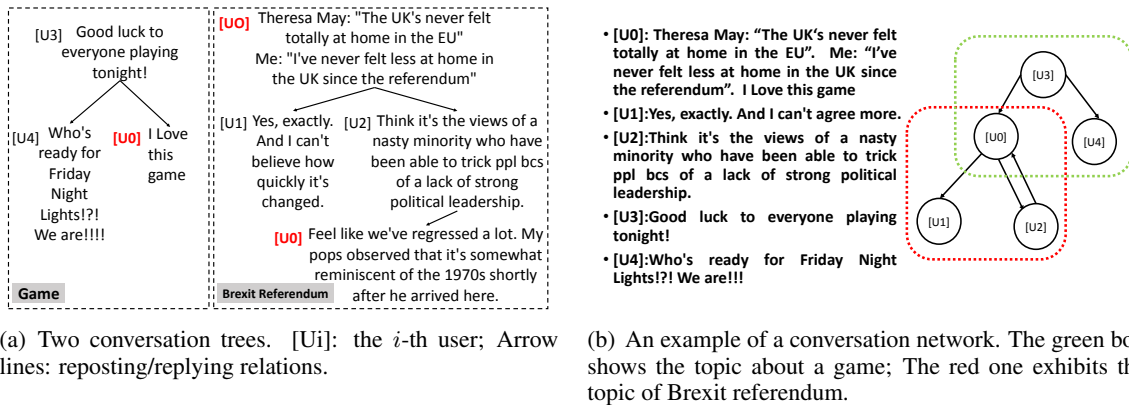 [U3] Good luck to
everyone playing
tonight!
[U4] Who's
ready for
Friday
Night
Lights!?!
We are!!!!
[U0] I Love
this
game
Game
[UO] Theresa May: "The UK's never felt
totally at home in the EU"
Me: "I've never felt less at home in
the UK since the referendum"
[U1] Yes, exactly.
And I can't
believe how
quickly it's
changed.
[U2] Think it's the views of a
nasty minority who have
been able to trick ppl bcs
of a lack of strong
political leadership.
[U0] Feel like we've regressed a lot. My
pops observed that it's somewhat
reminiscent of the 1970s shortly
after he arrived here.
Brexit Referendum
(a) Two conversation trees. [Ui]: the i-th user; Arrow
lines: reposting/replying relations.
• [U0]: Theresa May: “The UK‘s never felt
totally at home in the EU”. Me: “I’ve
never felt less at home in the UK since
the referendum”. I Love this game
• [U1]:Yes, exactly. And I can't agree more.
• [U2]:Think it's the views of a nasty
minority who have been able to trick
ppl bcs of a lack of strong political
leadership.
• [U3]:Good luck to everyone playing
tonight!
• [U4]:Who's ready for Friday Night
Lights!?! We are!!!
[U3]
[U0]
[U4]
[U1]
[U2]
(b) An example of a conversation network. The green bo
shows the topic about a game; The red one exhibits th
topic of Brexit referendum.